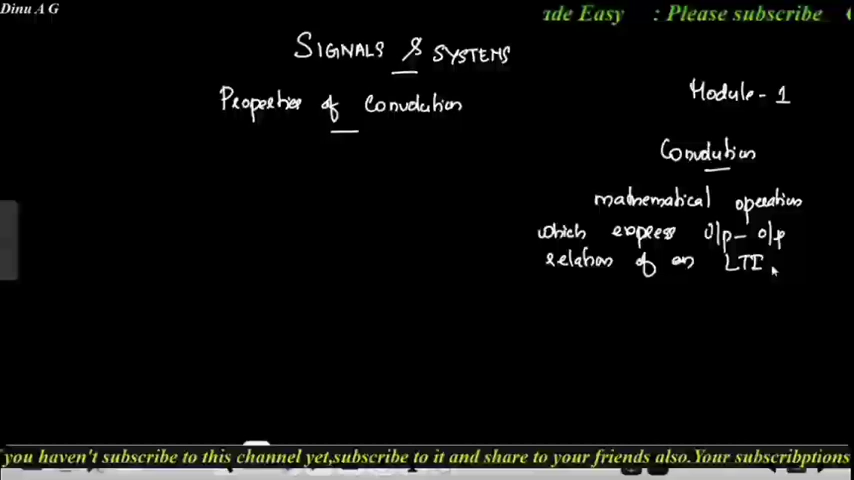 Dinu A G
ade Easy : Please subscribe
SIGNALS & SYSTEMS
Properties of Convolution
Module - 1
Convolution
mathematical operation
which express i/p - o/p
relation of an LTI
you haven't subscribe to this channel yet,subscribe to it and share to your friends also.Your subscribptions